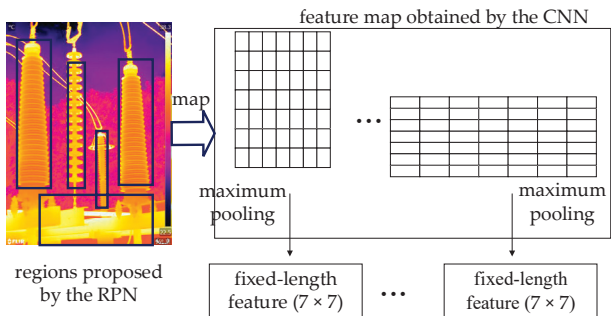 feature map obtained by the CNN
map
...
maximum
pooling
maximum
pooling
regions proposed
by the RPN
fixed-length
feature (7 × 7)
...
fixed-length
feature (7 × 7)